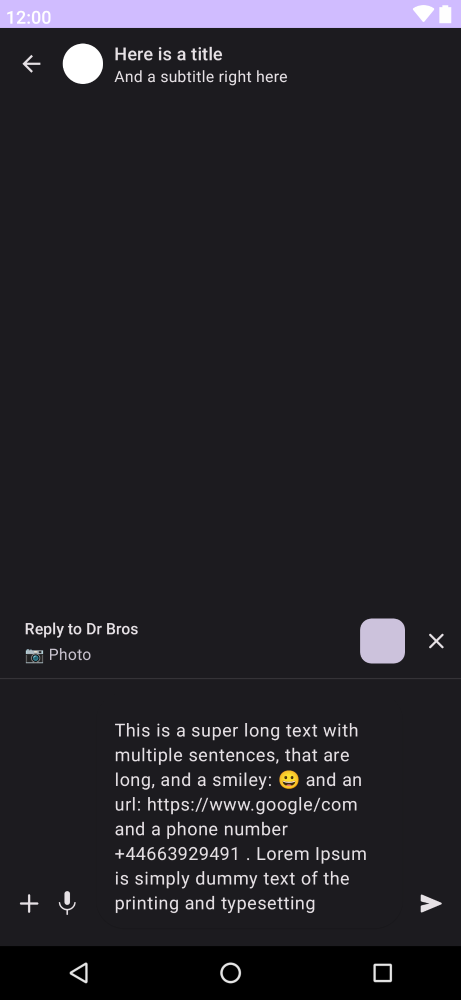 12:00
Here is a title
And a subtitle right here
Reply to Dr Bros
📷 Photo
This is a super long text with
multiple sentences, that are
long, and a smiley: 😀 and an
url: https://www.google/com
and a phone number
+44663929491 . Lorem Ipsum
is simply dummy text of the
printing and typesetting